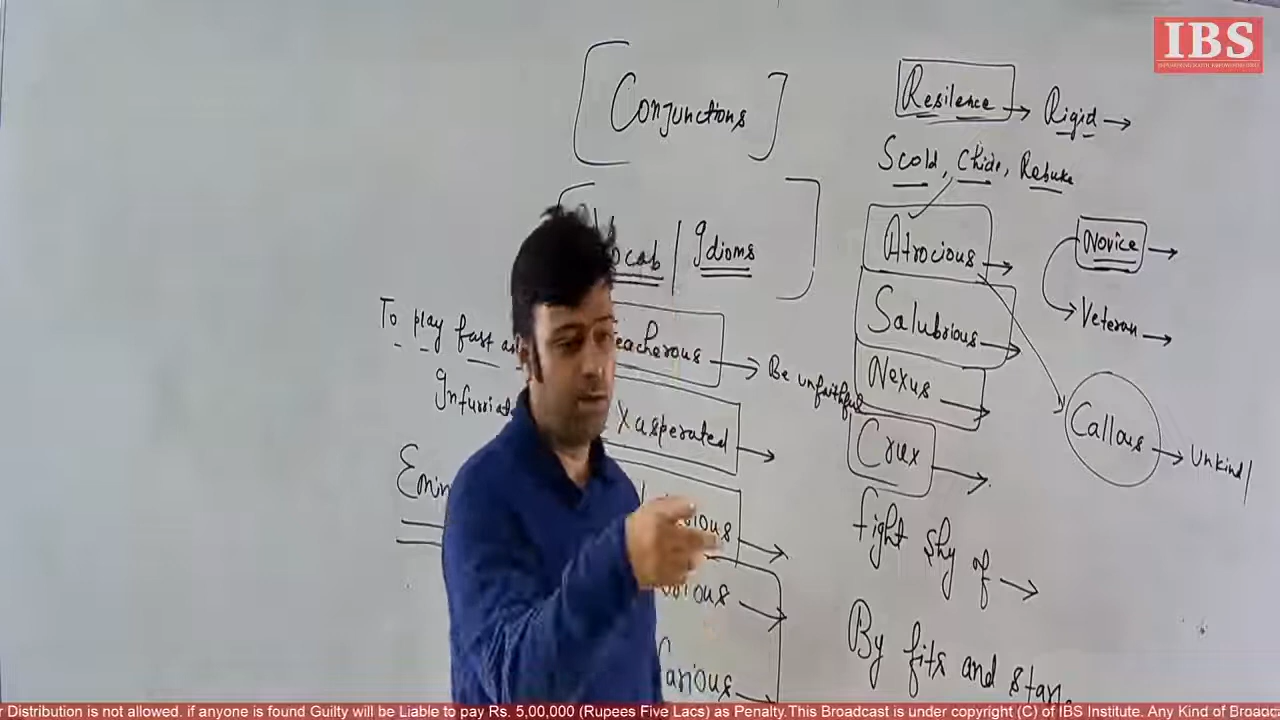 IBS
Conjunctions
Resilence → Rigid →
Scold, Chide, Rebuke
Vocab | Idioms
Atrocious →
Novice →
Salubrious →
Veteran →
To play fast
eacherous → Be unfaithful
Nexus
xasperated →
Callous → Unkind/
Crux →
Fight shy of →
By fits and
r Distribution is not allowed. if anyone is found Guilty will be Liable to pay Rs. 5,00,000 (Rupees Five Lacs) as Penalty.This Broadcast is under copyright (C) of IBS Institute. Any Kind of Broadc